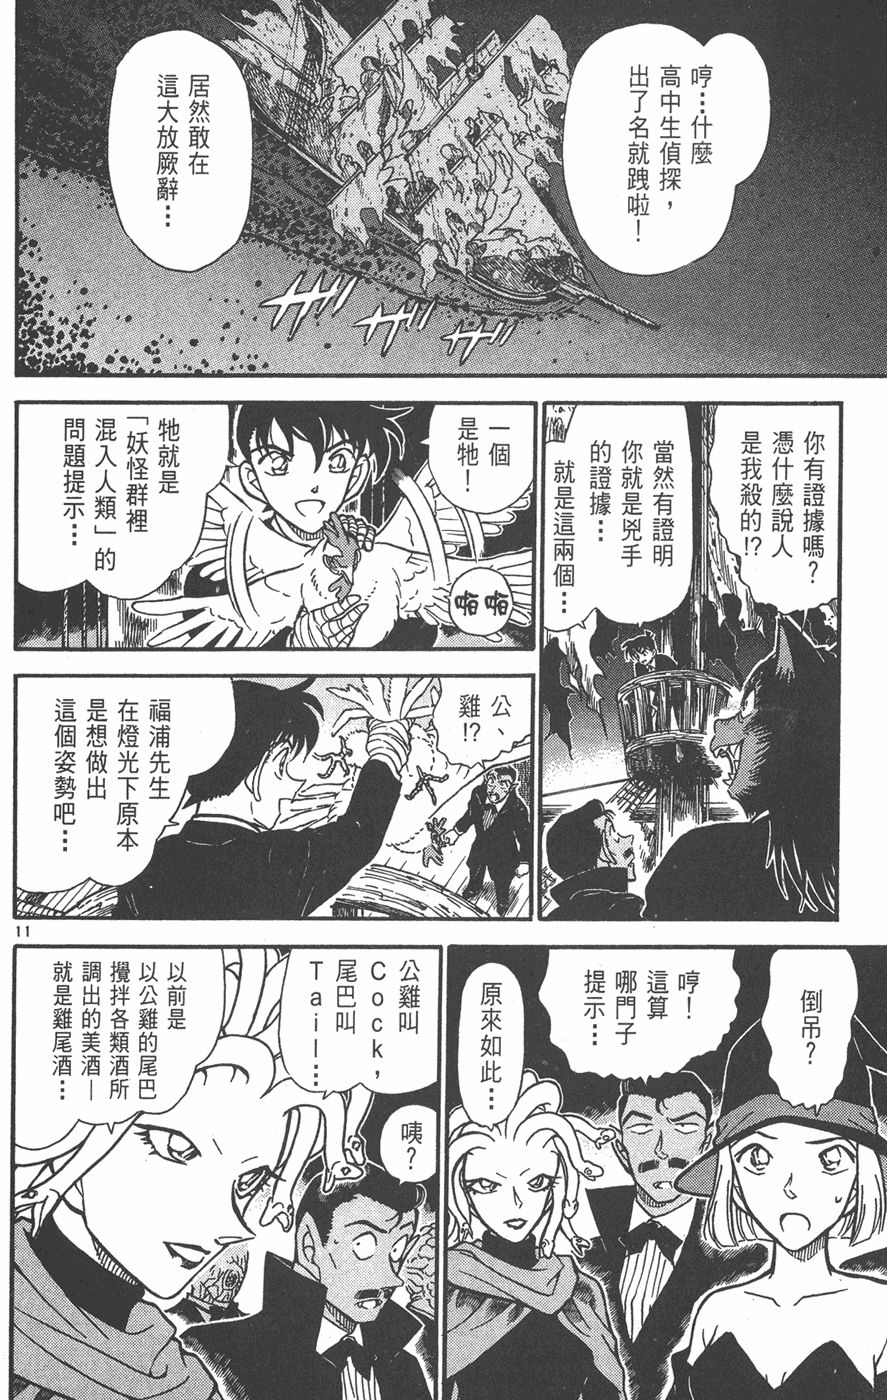 哼…什麼
高中生偵探，
出了名就跩啦！
居然敢在
這大放厥辭…
你有證據嗎？
憑什麼說人
是我殺的!?
當然有證明
你就是兇手
的證據…
就是這兩個…
一個
是牠！
啪啪
牠就是
「妖怪群裡
混入人類」的
問題提示…
公、
雞!?
福浦先生
在燈光下原本
是想做出
這個姿勢吧…
倒吊？
哼！
這算
哪門子
提示…
原來如此…
公雞叫
Cock，
尾巴叫
Tail…
咦？
以前是
以公雞的尾巴
攪拌各類酒所
調出的美酒—
就是雞尾酒…
11